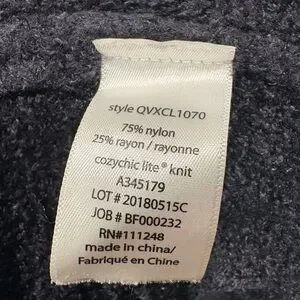 style QVXCL1070
75% nylon
25% rayon / rayonne
cozychic lite® knit
A345179
LOT # 20180515C
JOB # BF000232
RN#111248
made in china/
Fabriqué en Chine